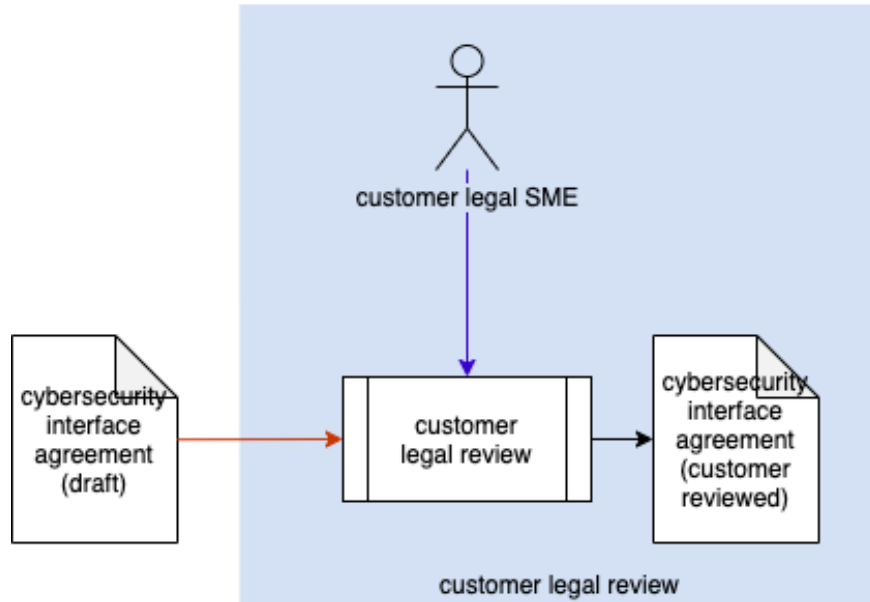 customer legal SME
cybersecurity
interface
agreement
(draft)
customer
legal review
cybersecurity
interface
agreement
(customer
reviewed)
customer legal review